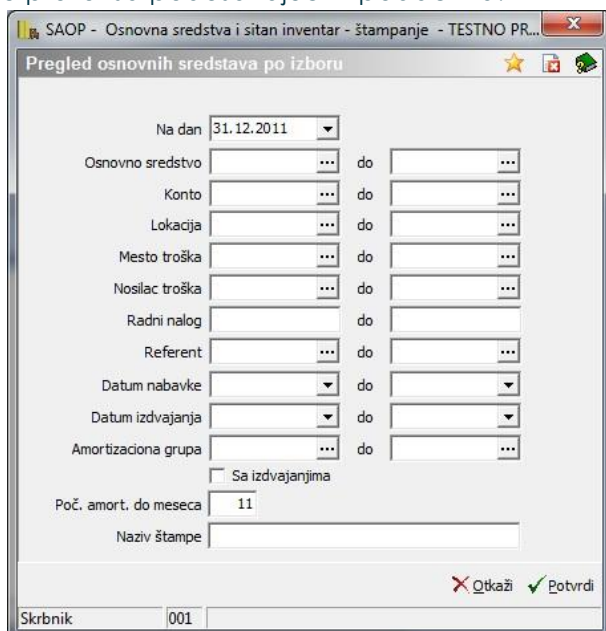 SAOP - Osnovna sredstva i sitan inventar - štampanje - TESTNO PR...
Pregled osnovnih sredstava po izboru
Na dan 31.12.2011
Osnovno sredstvo ... do ...
Konto ... do ...
Lokacija ... do ...
Mesto troška ... do ...
Nosilac troška ... do ...
Radni nalog do
Referent ... do ...
Datum nabavke do
Datum izdvajanja do
Amortizaciona grupa ... do ...
Sa izdvajanjima
Poč. amort. do meseca 11
Naziv štampe
Otkaži Potvrdi
Skrbnik 001